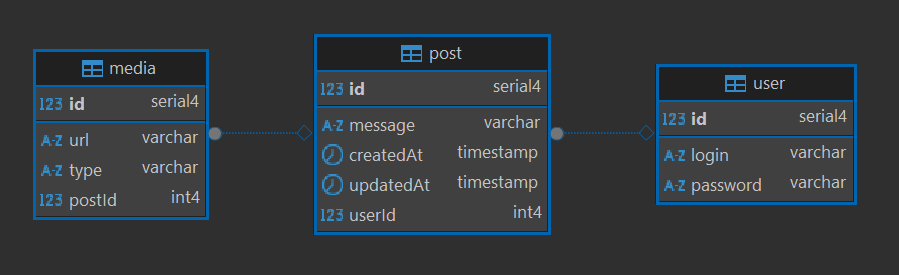 media
123 id serial4
A-Z url varchar
A-Z type varchar
123 postId int4
post
123 id serial4
A-Z message varchar
createdAt timestamp
updatedAt timestamp
123 userId int4
user
123 id serial4
A-Z login varchar
A-Z password varchar